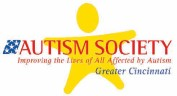 AUTISM SOCIETY
Improving the Lives of All Affected by Autism
Greater Cincinnati